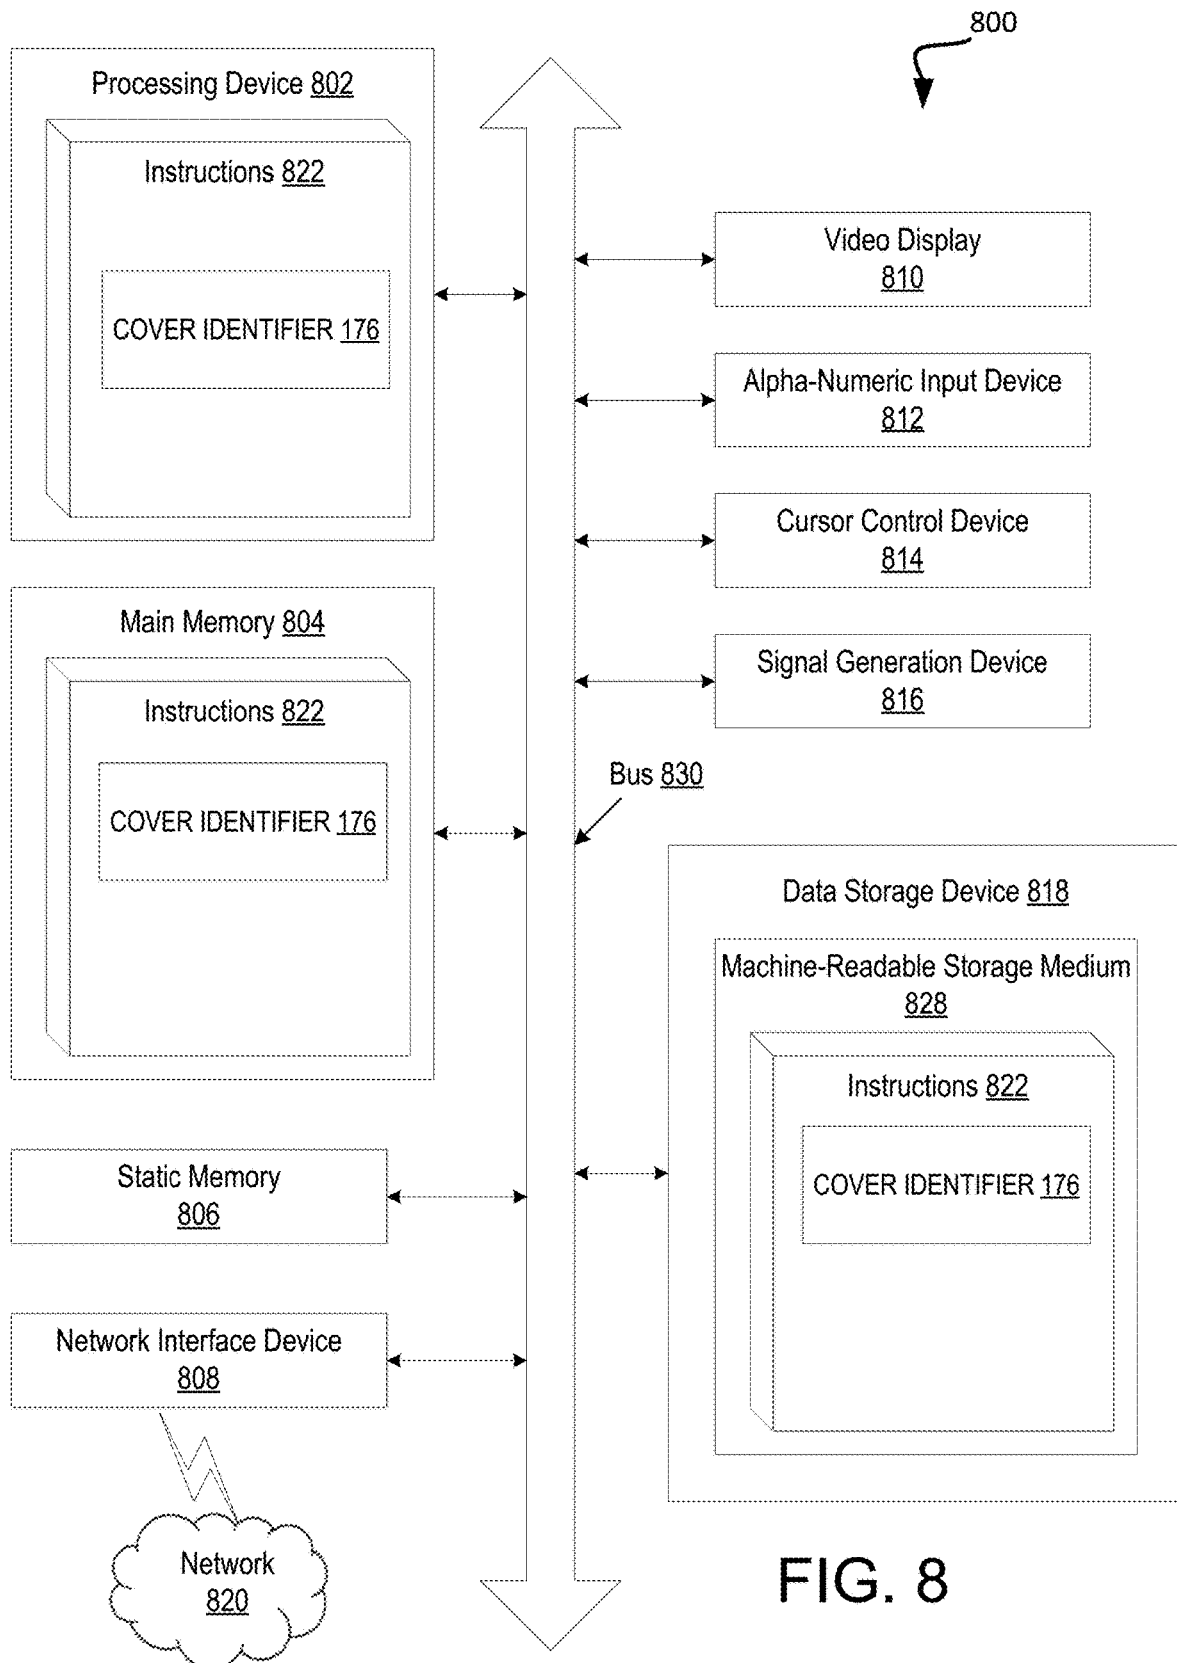 800
Processing Device 802
Instructions 822
COVER IDENTIFIER 176
Video Display
810
Alpha-Numeric Input Device
812
Cursor Control Device
814
Main Memory 804
Instructions 822
COVER IDENTIFIER 176
Signal Generation Device
816
Bus 830
Data Storage Device 818
Machine-Readable Storage Medium
828
Instructions 822
COVER IDENTIFIER 176
Static Memory
806
Network Interface Device
808
Network
820
FIG. 8